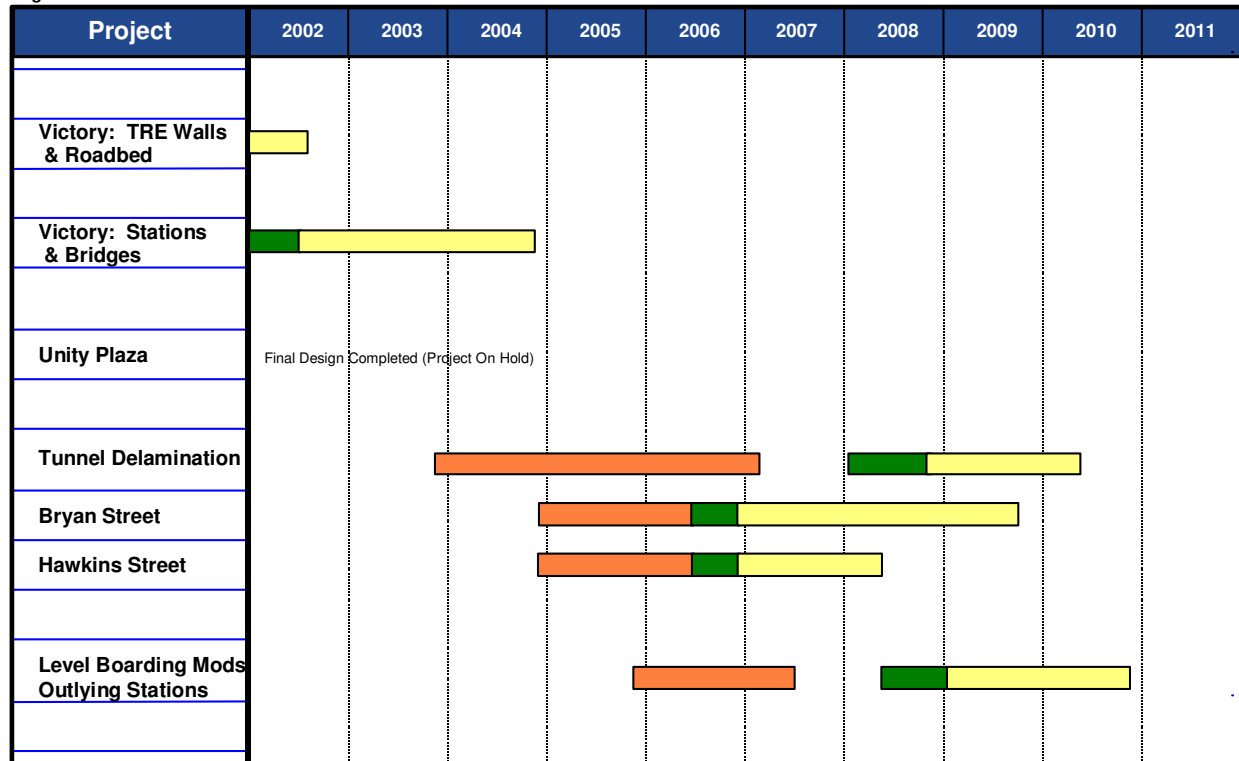 Project 2002 2003 2004 2005 2006 2007 2008 2009 2010 2011
Victory: TRE Walls
& Roadbed
Victory: Stations
& Bridges
Unity Plaza Final Design Completed (Project On Hold)
Tunnel Delamination
Bryan Street
Hawkins Street
Level Boarding Mods
Outlying Stations